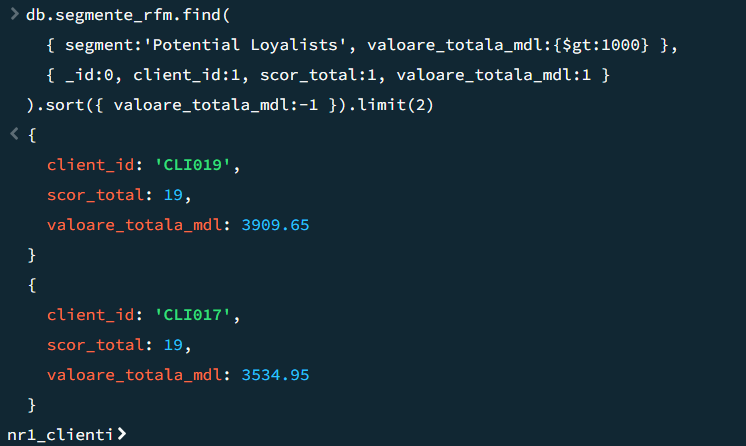 > db.segmente_rfm.find(
{ segment:'Potential Loyalists', valoare_totala_mdl:{$gt:1000} },
{ _id:0, client_id:1, scor_total:1, valoare_totala_mdl:1 }
).sort({ valoare_totala_mdl:-1 }).limit(2)
< {
client_id: 'CLI019',
scor_total: 19,
valoare_totala_mdl: 3909.65
}
{
client_id: 'CLI017',
scor_total: 19,
valoare_totala_mdl: 3534.95
}
nr1_clienti>